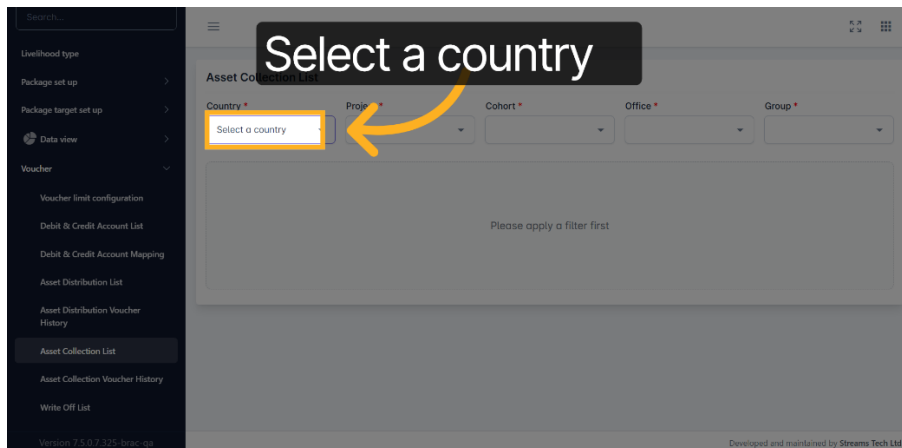 Search...
Select a country
Livelihood type
Package set up
Asset Collection List
Package target set up
Country *
Project *
Cohort *
Office *
Group *
Select a country
Data view
Voucher
Voucher limit configuration
Debit & Credit Account List
Please apply a filter first
Debit & Credit Account Mapping
Asset Distribution List
Asset Distribution Voucher
History
Asset Collection List
Asset Collection Voucher History
Write Off List
Version 7.5.0.7.325-brac-qa
Developed and maintained by Streams Tech Ltd